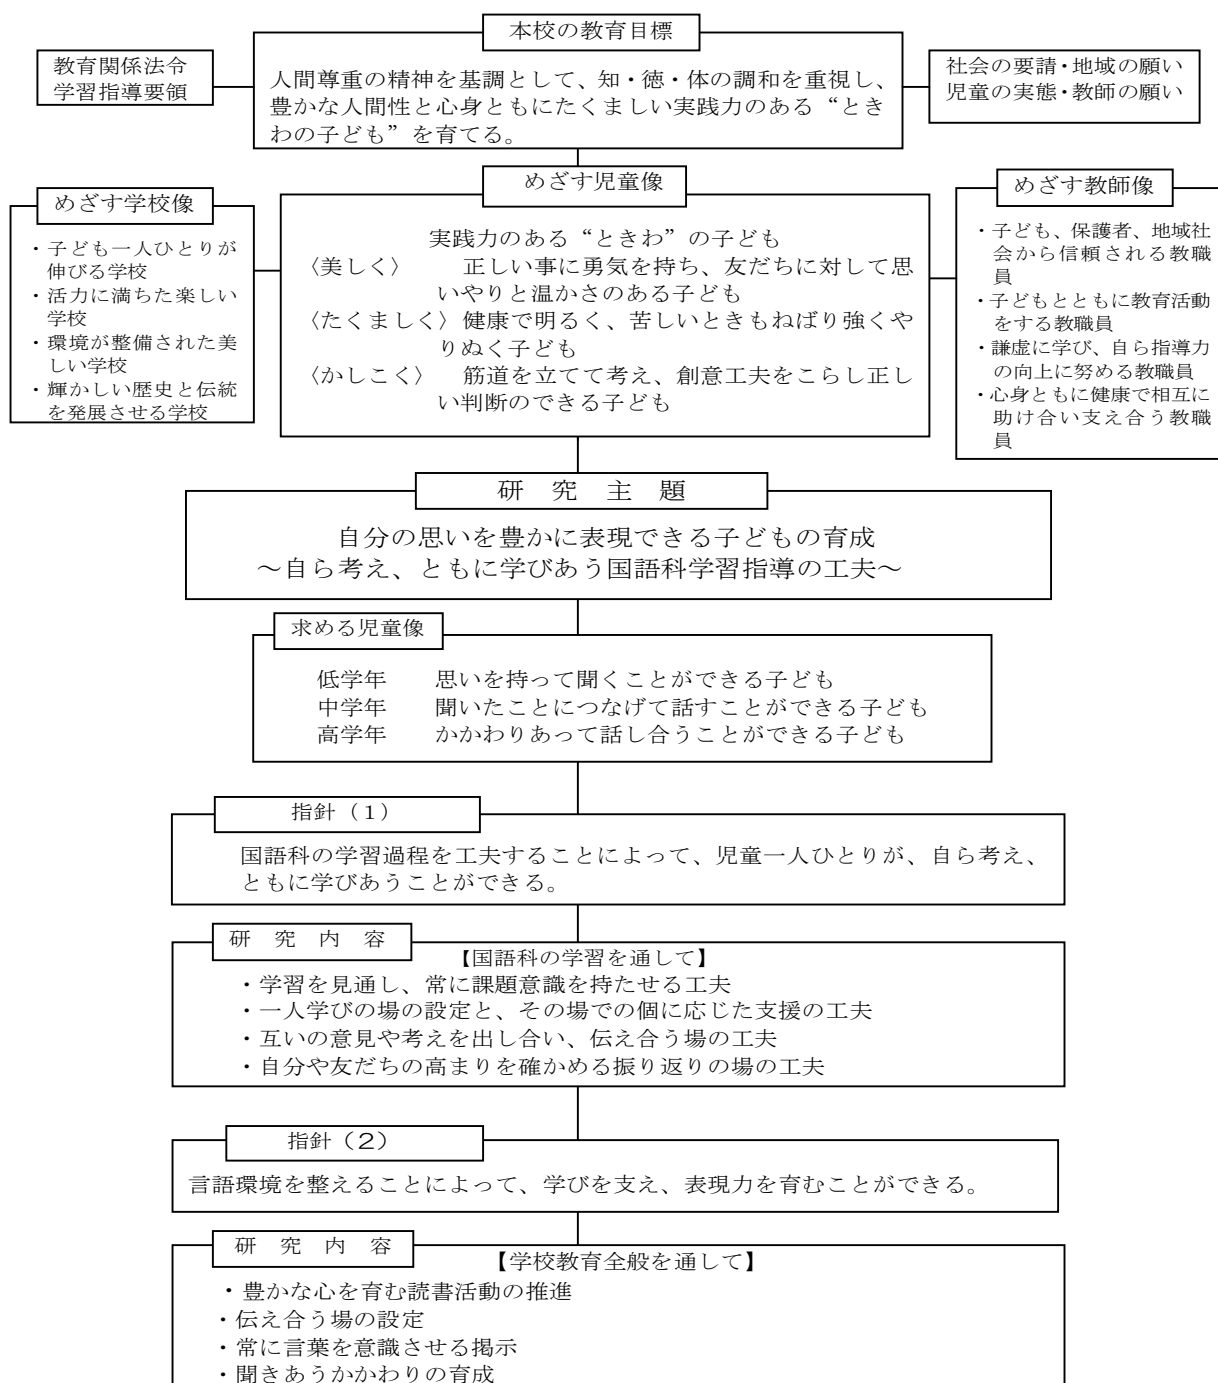 本校の教育目標
教育関係法令
学習指導要領
人間尊重の精神を基調として、知・徳・体の調和を重視し、
豊かな人間性と心身ともにたくましい実践力のある“とき
わの子ども”を育てる。
社会の要請・地域の願い
児童の実態・教師の願い
めざす学校像
・子ども一人ひとりが
伸びる学校
・活力に満ちた楽しい
学校
・環境が整備された美
しい学校
・輝かしい歴史と伝統
を発展させる学校
めざす児童像
実践力のある“ときわ”の子ども
〈美しく〉 正しい事に勇気を持ち、友だちに対して思
いやりと温かさのある子ども
〈たくましく〉健康で明るく、苦しいときもねばり強くや
りぬく子ども
〈かしこく〉 筋道を立てて考え、創意工夫をこらし正し
い判断のできる子ども
めざす教師像
・子ども、保護者、地域社
会から信頼される教職
員
・子どもとともに教育活動
をする教職員
・謙虚に学び、自ら指導力
の向上に努める教職員
・心身ともに健康で相互に
助け合い支え合う教職
員
研 究 主 題
自分の思いを豊かに表現できる子どもの育成
～自ら考え、ともに学びあう国語科学習指導の工夫～
求める児童像
低学年 思いを持って聞くことができる子ども
中学年 聞いたことにつなげて話すことができる子ども
高学年 かかわりあって話し合うことができる子ども
指針（１）
国語科の学習過程を工夫することによって、児童一人ひとりが、自ら考え、
ともに学びあうことができる。
研 究 内 容
【国語科の学習を通して】
・学習を見通し、常に課題意識を持たせる工夫
・一人学びの場の設定と、その場での個に応じた支援の工夫
・互いの意見や考えを出し合い、伝え合う場の工夫
・自分や友だちの高まりを確かめる振り返りの場の工夫
指針（２）
言語環境を整えることによって、学びを支え、表現力を育むことができる。
研 究 内 容
【学校教育全般を通して】
・豊かな心を育む読書活動の推進
・伝え合う場の設定
・常に言葉を意識させる掲示
・聞きあうかかわりの育成